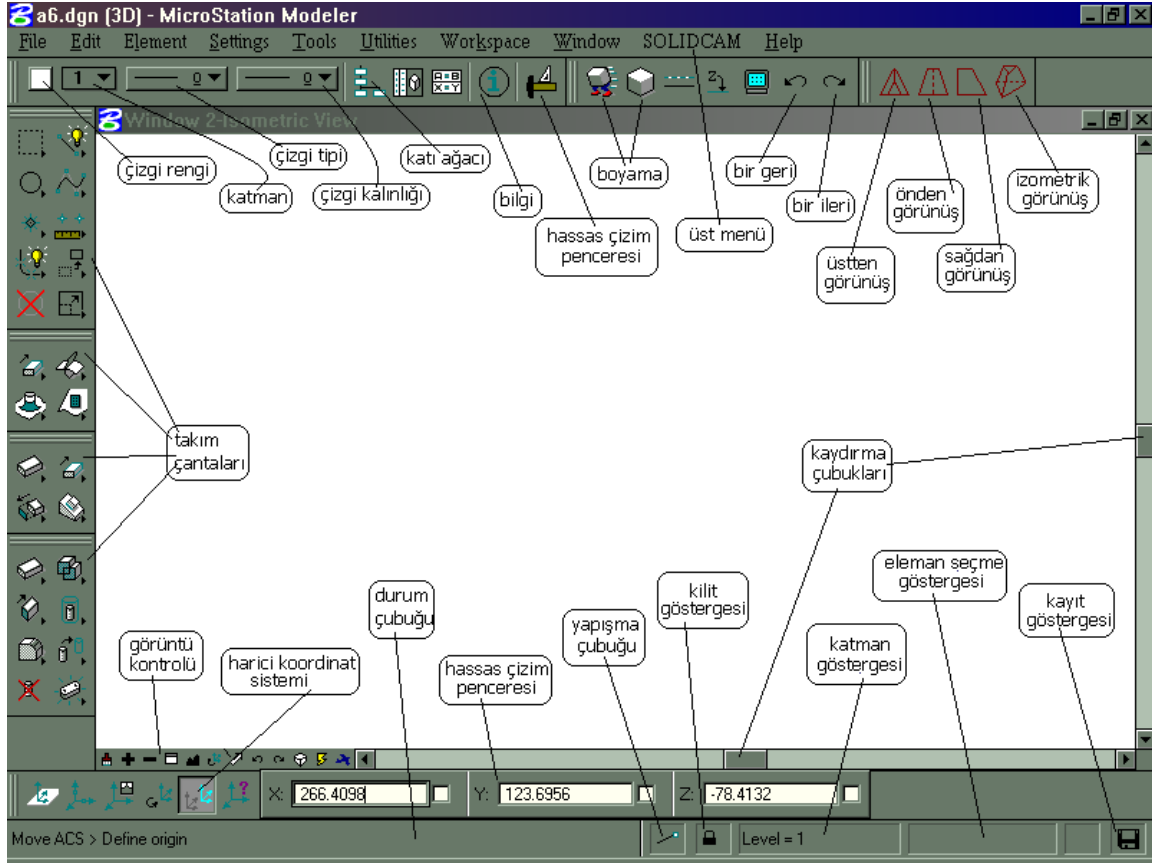 a6.dgn (3D) - MicroStation Modeler
File Edit Element Settings Tools Utilities Workspace Window SOLIDCAM Help
1 0 0
Window 2-Isometric View
çizgi rengi
katman
çizgi tipi
çizgi kalınlığı
katı ağacı
bilgi
hassas çizim
penceresi
boyama
üst menü
bir geri
bir ileri
üstten
görünüş
önden
görünüş
sağdan
görünüş
izometrik
görünüş
takım
çantaları
kaydırma
çubukları
görüntü
kontrolü
harici koordinat
sistemi
durum
çubuğu
hassas çizim
penceresi
yapışma
çubuğu
kilit
göstergesi
katman
göstergesi
eleman seçme
göstergesi
kayıt
göstergesi
X: 266.4098 Y: 123.6956 Z: -78.4132
Move ACS > Define origin
Level = 1